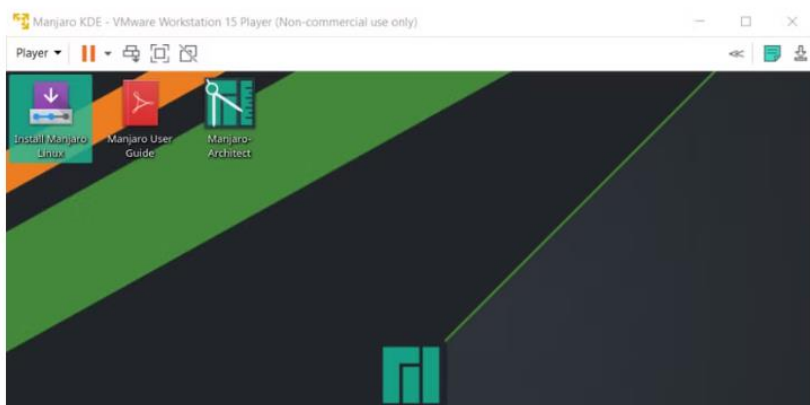 Manjaro KDE - VMware Workstation 15 Player (Non-commercial use only)
Player
Install Manjaro
Linux
Manjaro User
Guide
Manjaro-
Architect